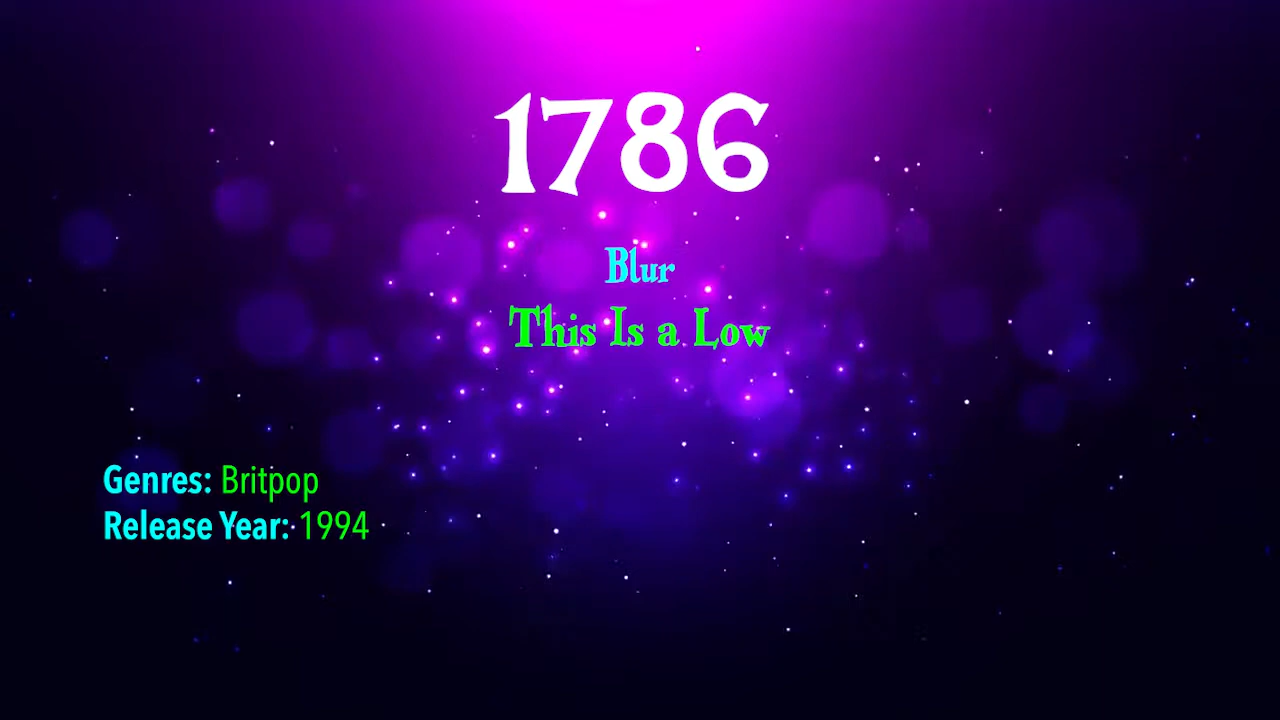 1786
Blur
This Is a Low
Genres: Britpop
Release Year: 1994